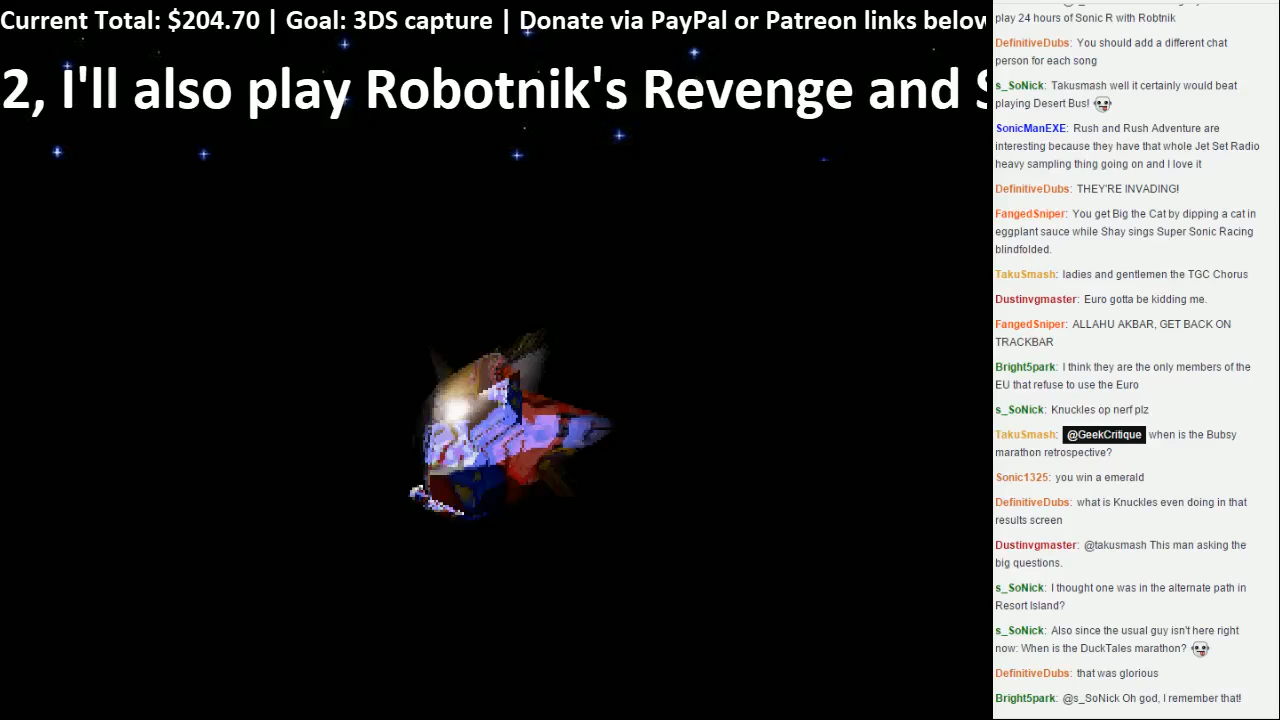 Current Total: $204.70 | Goal: 3DS capture | Donate via PayPal or Patreon links below
2, I'll also play Robotnik's Revenge and S
play 24 hours of Sonic R with Robtnik
DefinitiveDubs: You should add a different chat
person for each song
s_SoNick: Takusmash well it certainly would beat
playing Desert Bus!
SonicManEXE: Rush and Rush Adventure are
interesting because they have that whole Jet Set Radio
heavy sampling thing going on and I love it
DefinitiveDubs: THEY'RE INVADING!
FangedSniper: You get Big the Cat by dipping a cat in
eggplant sauce while Shay sings Super Sonic Racing
blindfolded.
TakuSmash: ladies and gentlemen the TGC Chorus
Dustinvgmaster: Euro gotta be kidding me.
FangedSniper: ALLAHU AKBAR, GET BACK ON
TRACKBAR
Bright5park: I think they are the only members of the
EU that refuse to use the Euro
s_SoNick: Knuckles op nerf plz
TakuSmash: @GeekCritique when is the Bubsy
marathon retrospective?
Sonic1325: you win a emerald
DefinitiveDubs: what is Knuckles even doing in that
results screen
Dustinvgmaster: @takusmash This man asking the
big questions.
s_SoNick: I thought one was in the alternate path in
Resort Island?
s_SoNick: Also since the usual guy isn't here right
now: When is the DuckTales marathon?
DefinitiveDubs: that was glorious
Bright5park: @s_SoNick Oh god, I remember that!